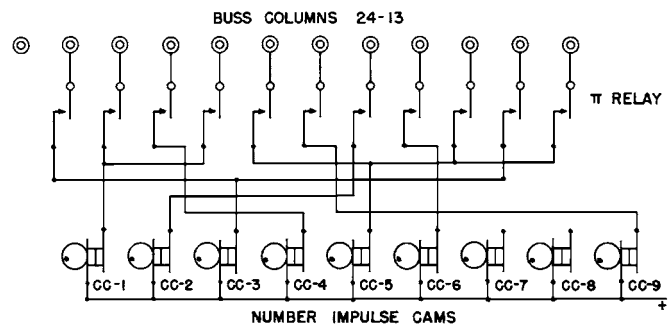 BUSS COLUMNS 24-13
π RELAY
CC-1 CC-2 CC-3 CC-4 CC-5 CC-6 CC-7 CC-8 CC-9
+
NUMBER IMPULSE CAMS